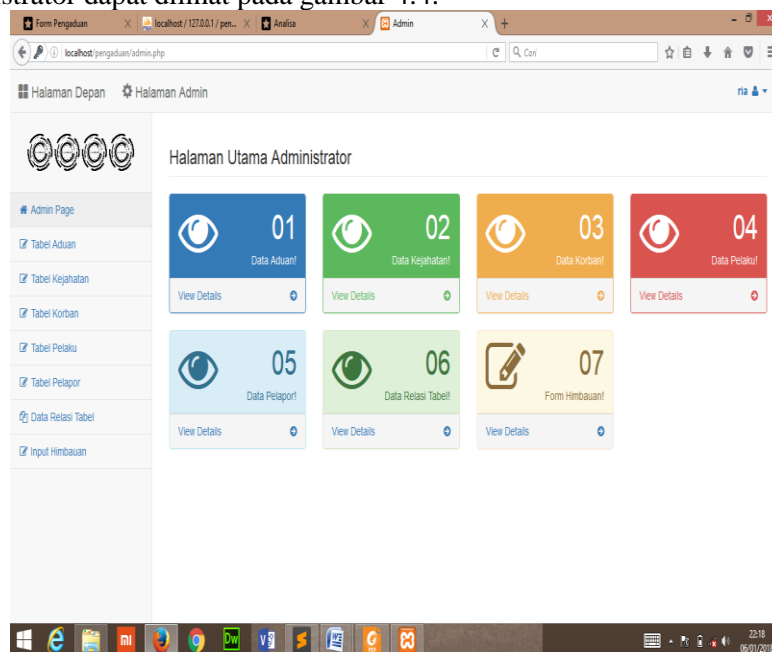 strator dapat dilihat pada gambar 4.4.
Form Pengaduan
localhost / 127.0.0.1 / pen...
Analisa
Admin
localhost/pengaduan/admin.php
Cari
Halaman Depan
Halaman Admin
ria
CCCC
Halaman Utama Administrator
Admin Page
Tabel Aduan
Tabel Kejahatan
Tabel Korban
Tabel Pelaku
Tabel Pelapor
Data Relasi Tabel
Input Himbauan
01
Data Aduan!
View Details
02
Data Kejahatan!
View Details
03
Data Korban!
View Details
04
Data Pelaku!
View Details
05
Data Pelapor!
View Details
06
Data Relasi Tabel!
View Details
07
Form Himbauan!
View Details
22:18